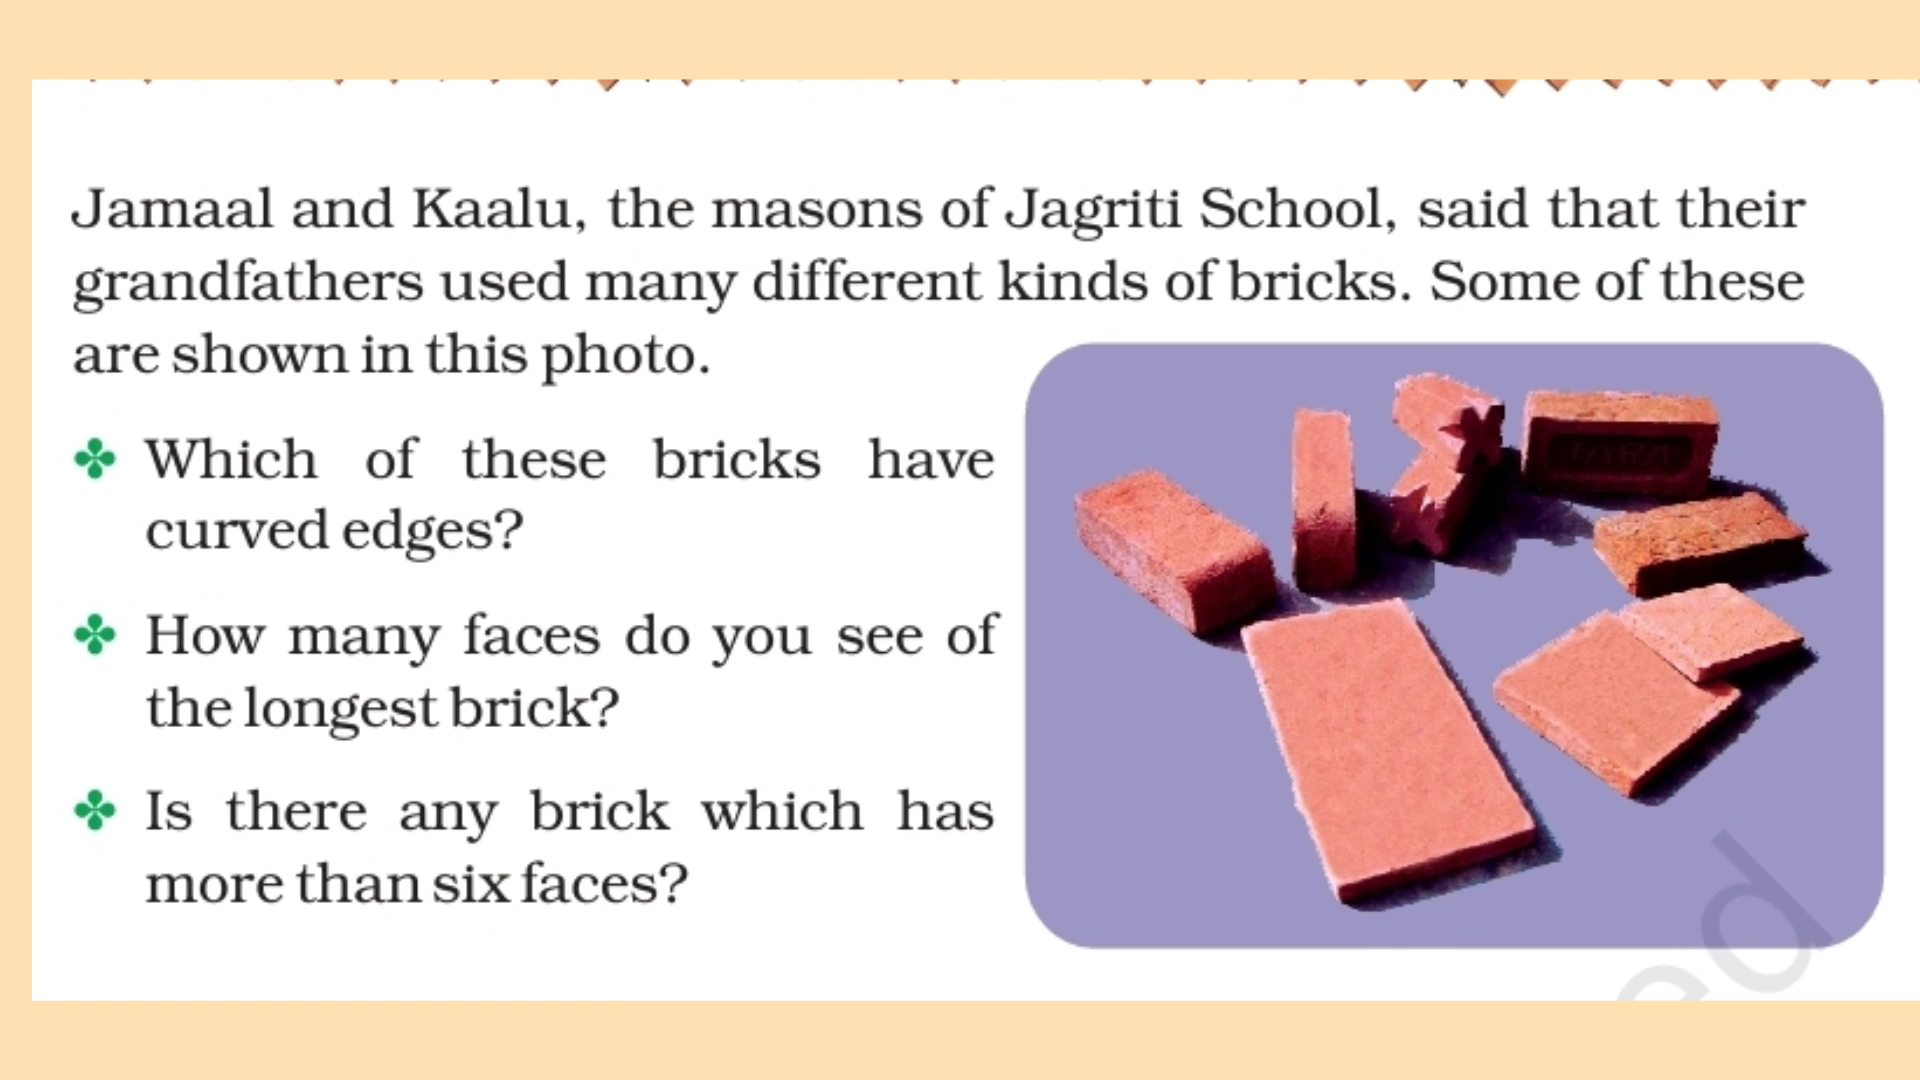 Jamaal and Kaalu, the masons of Jagriti School, said that their
grandfathers used many different kinds of bricks. Some of these
are shown in this photo.
Which of these bricks have
curved edges?
How many faces do you see of
the longest brick?
Is there any brick which has
more than six faces?
ed